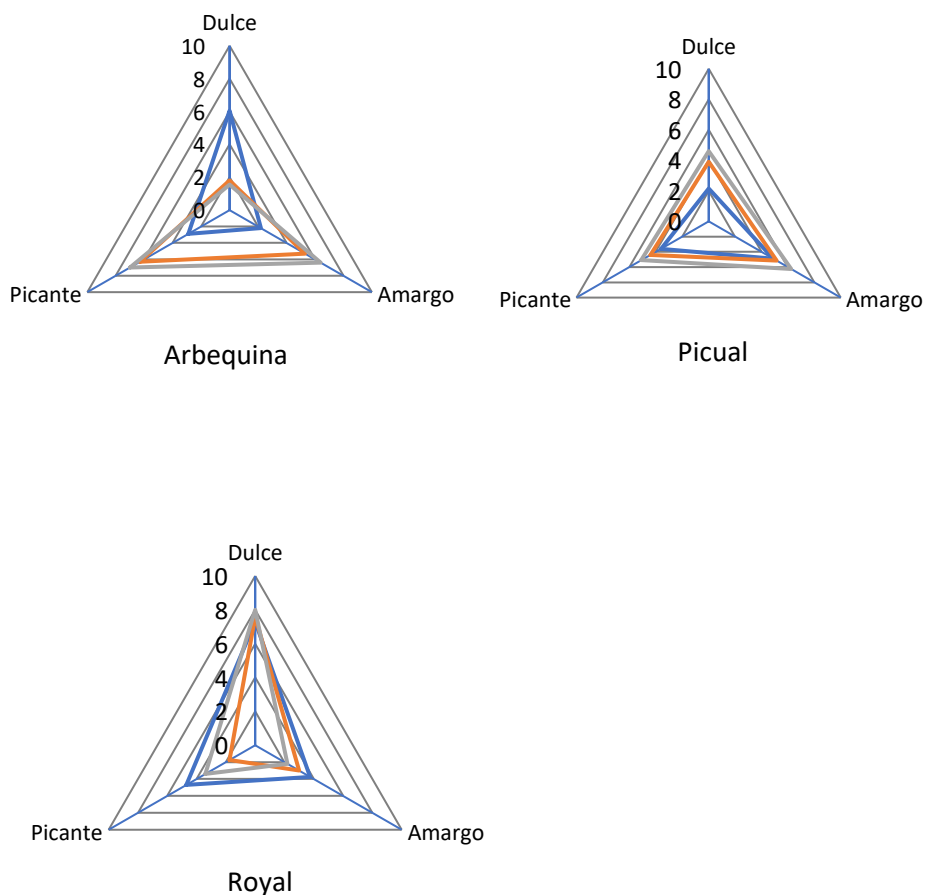 Dulce
10
8
6
4
2
0
Picante
Amargo
Arbequina
Dulce
10
8
6
4
2
0
Picante
Amargo
Picual
Dulce
10
8
6
4
2
0
Picante
Amargo
Royal